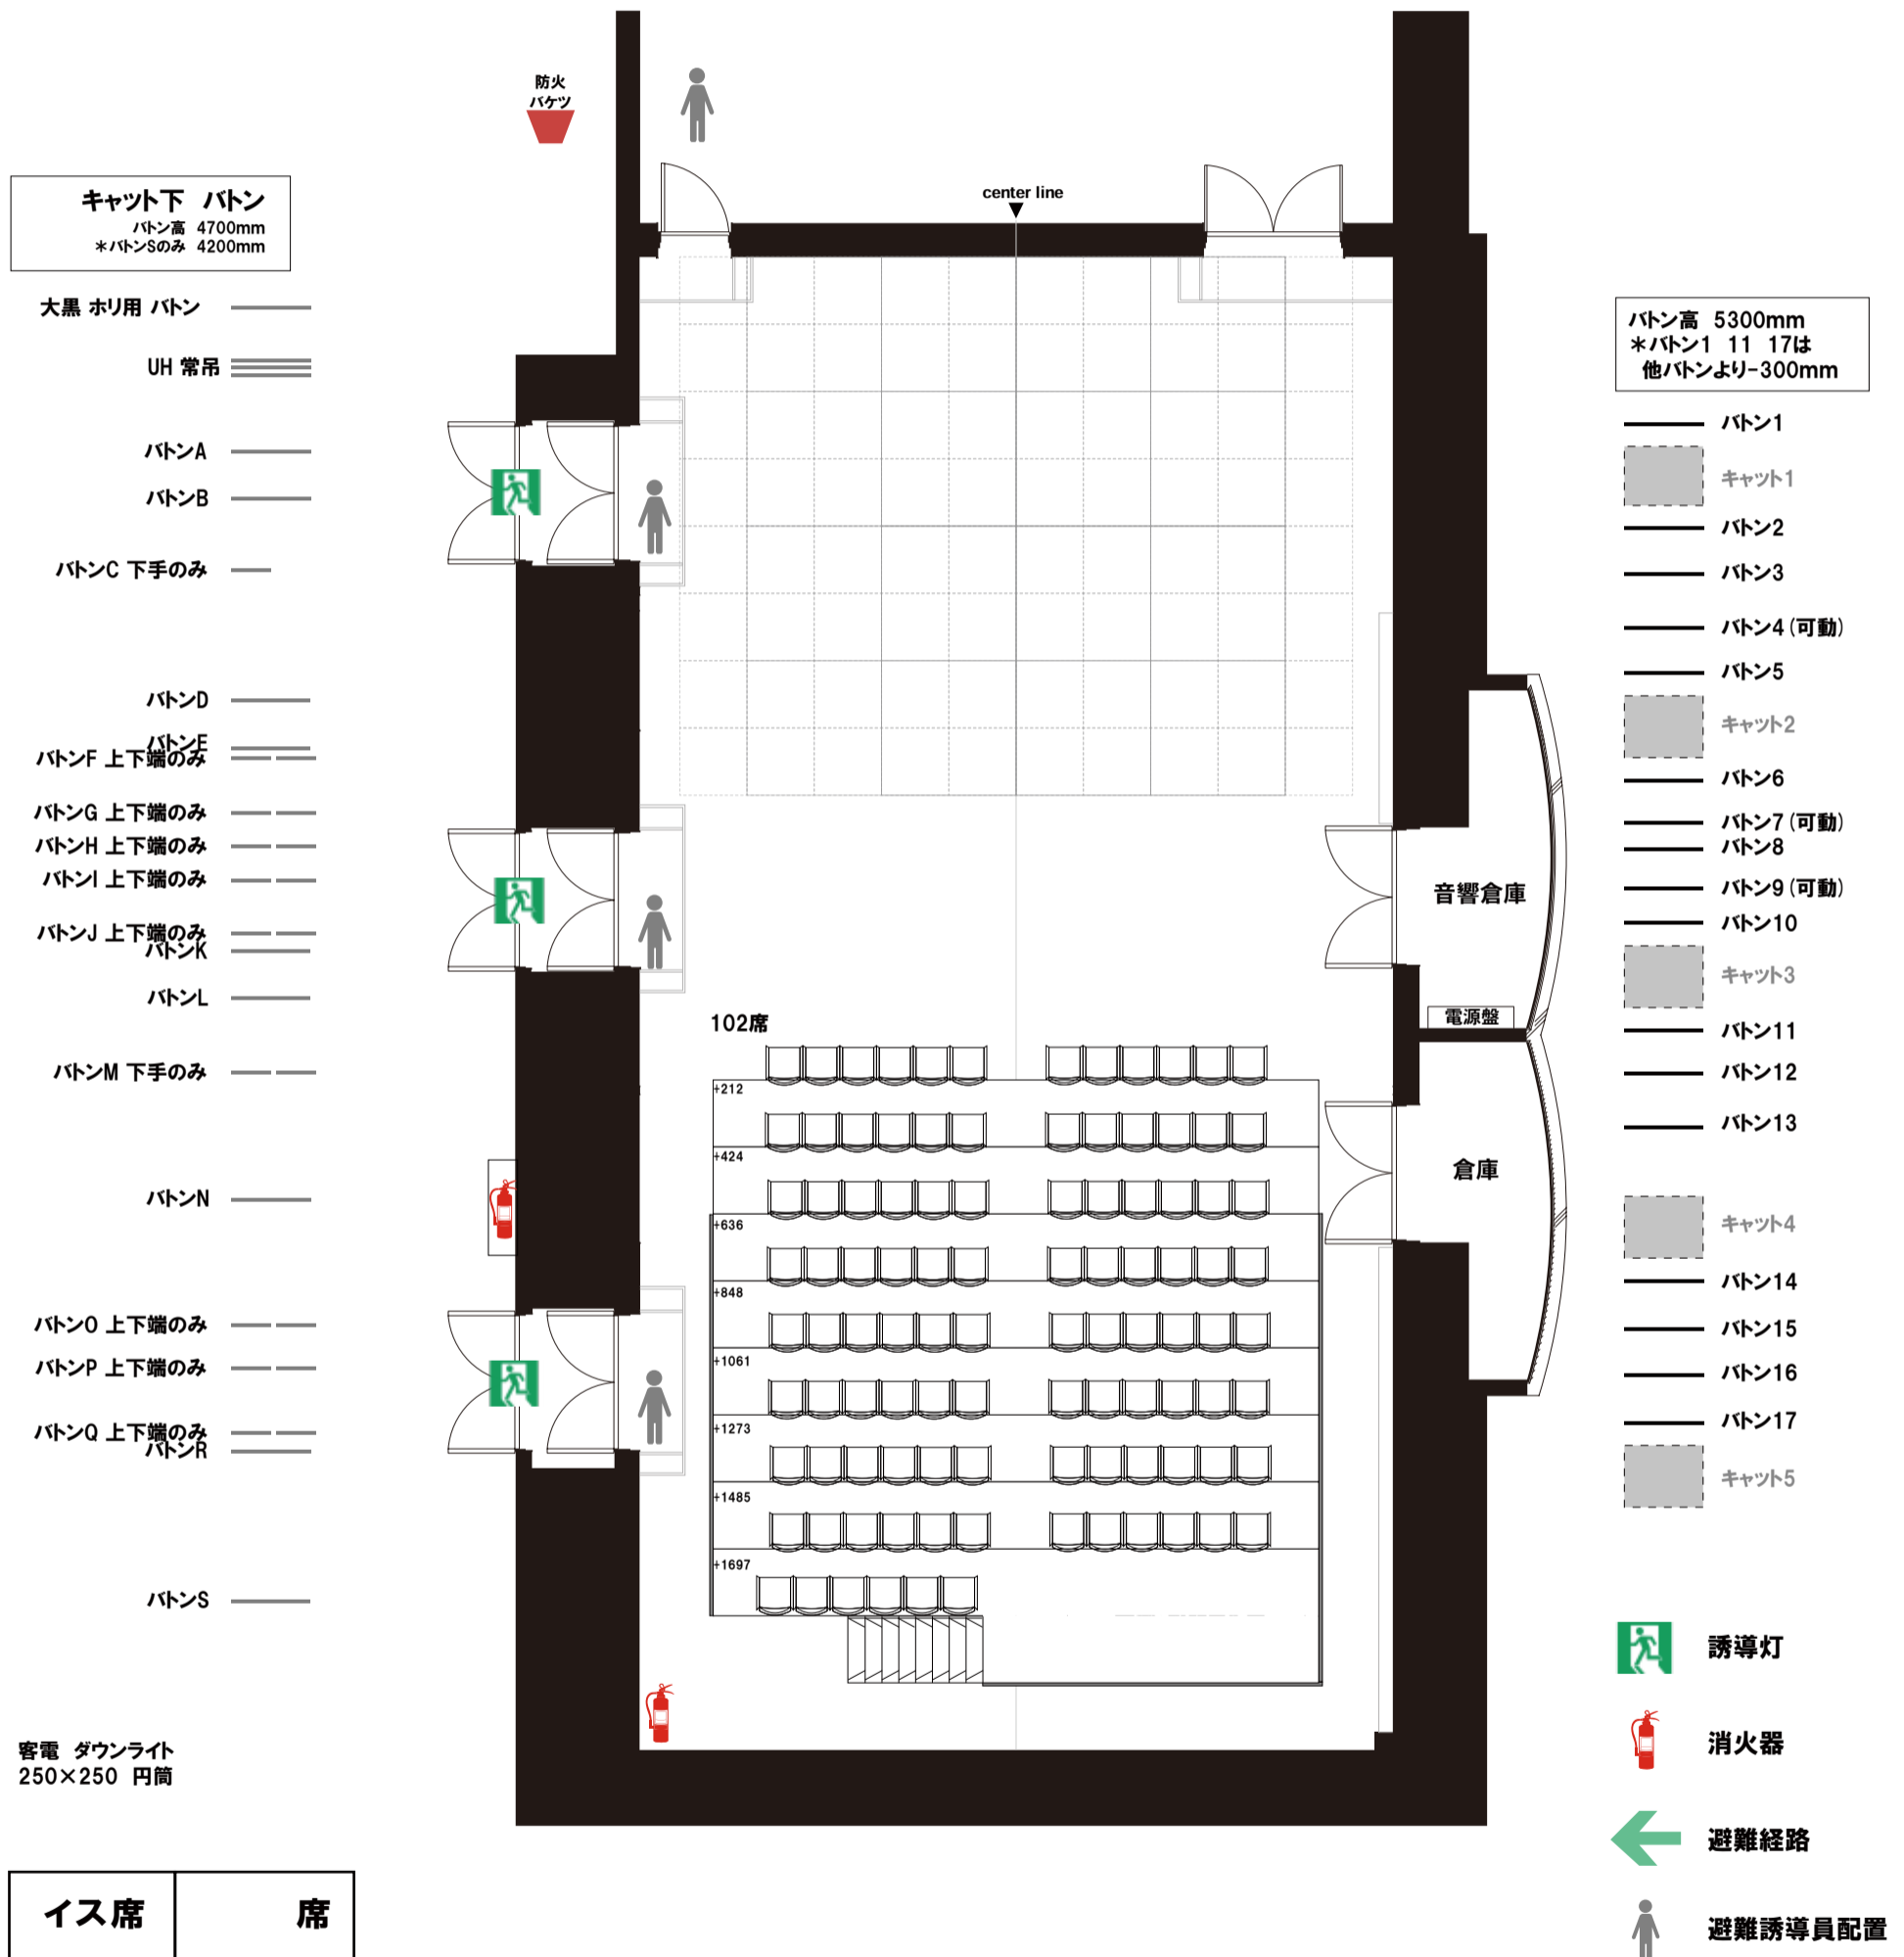 防火
バケツ
center line
キャット下 バトン
バトン高 4700mm
＊バトンSのみ 4200mm
大黒 ホリ用 バトン
UH 常吊
バトンA
バトンB
バトンC 下手のみ
バトンD
バトンE
バトンF 上下端のみ
バトンG 上下端のみ
バトンH 上下端のみ
バトンI 上下端のみ
バトンJ 上下端のみ
バトンK
バトンL
バトンM 下手のみ
バトンN
バトンO 上下端のみ
バトンP 上下端のみ
バトンQ 上下端のみ
バトンR
バトンS
客電 ダウンライト
250×250 円筒
イス席 席
102席
+212
+424
+636
+848
+1061
+1273
+1485
+1697
音響倉庫
電源盤
倉庫
バトン高 5300mm
＊バトン1 11 17は
他バトンより-300mm
バトン1
キャット1
バトン2
バトン3
バトン4（可動）
バトン5
キャット2
バトン6
バトン7（可動）
バトン8
バトン9（可動）
バトン10
キャット3
バトン11
バトン12
バトン13
キャット4
バトン14
バトン15
バトン16
バトン17
キャット5
誘導灯
消火器
避難経路
避難誘導員配置